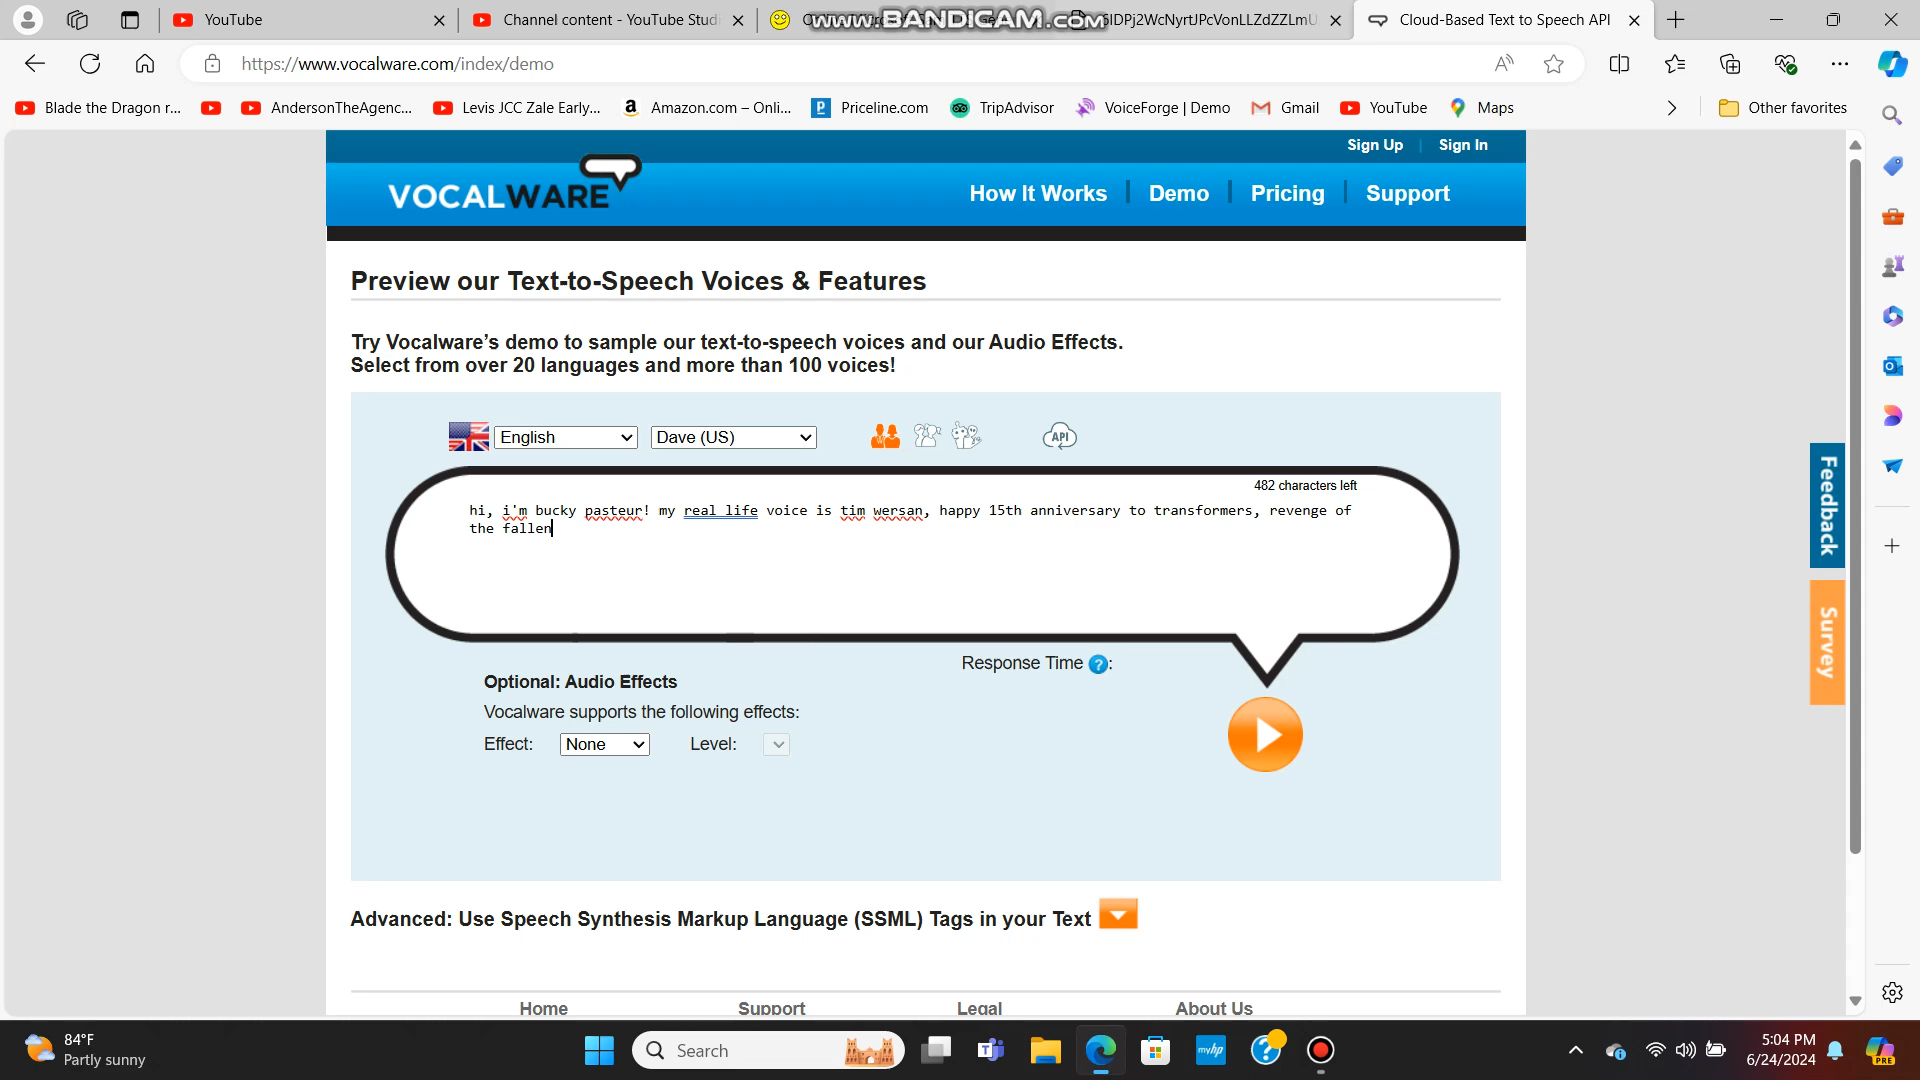 YouTube
Channel content - YouTube Stud
www.BANDICAM.com
6IDPj2WcNyrtJPcVonLLZdZZLmU
Cloud-Based Text to Speech API
https://www.vocalware.com/index/demo
Blade the Dragon r...
AndersonTheAgenc...
Levis JCC Zale Early...
Amazon.com – Onli...
Priceline.com
TripAdvisor
VoiceForge | Demo
Gmail
YouTube
Maps
Other favorites
Sign Up
Sign In
VOCALWARE
How It Works
Demo
Pricing
Support
Preview our Text-to-Speech Voices & Features
Try Vocalware's demo to sample our text-to-speech voices and our Audio Effects.
Select from over 20 languages and more than 100 voices!
English
Dave (US)
API
482 characters left
hi, i'm bucky pasteur! my real life voice is tim wersan, happy 15th anniversary to transformers, revenge of
the fallen
Response Time ?:
Optional: Audio Effects
Vocalware supports the following effects:
Effect:
None
Level:
Feedback
Survey
Advanced: Use Speech Synthesis Markup Language (SSML) Tags in your Text
Home
Support
Legal
About Us
84°F
Partly sunny
Search
myhp
5:04 PM
6/24/2024
PRE